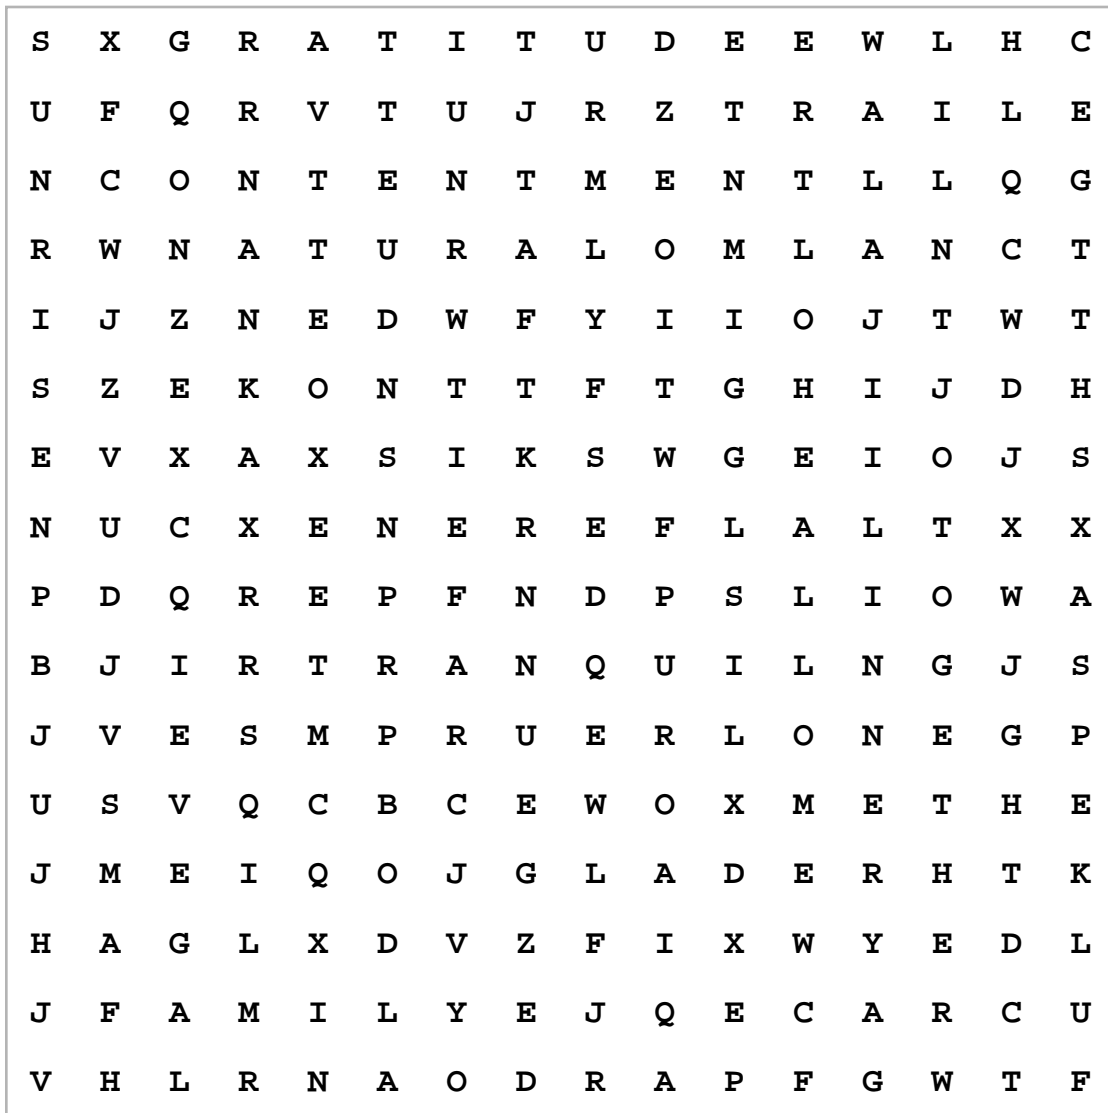 S X G R A T I T U D E E W L H C
U F Q R V T U J R Z T R A I L E
N C O N T E N T M E N T L L Q G
R W N A T U R A L O M L A N C T
I J Z N E D W F Y I I O J T W T
S Z E K O N T T F T G H I J D H
E V X A X S I K S W G E I O J S
N U C X E N E R E F L A L T X X
P D Q R E P F N D P S L I O W A
B J I R T R A N Q U I L N G J S
J V E S M P R U E R L O N E G P
U S V Q C B C E W O X M E T H E
J M E I Q O J G L A D E R H T K
H A G L X D V Z F I X W Y E D L
J F A M I L Y E J Q E C A R C U
V H L R N A O D R A P F G W T F